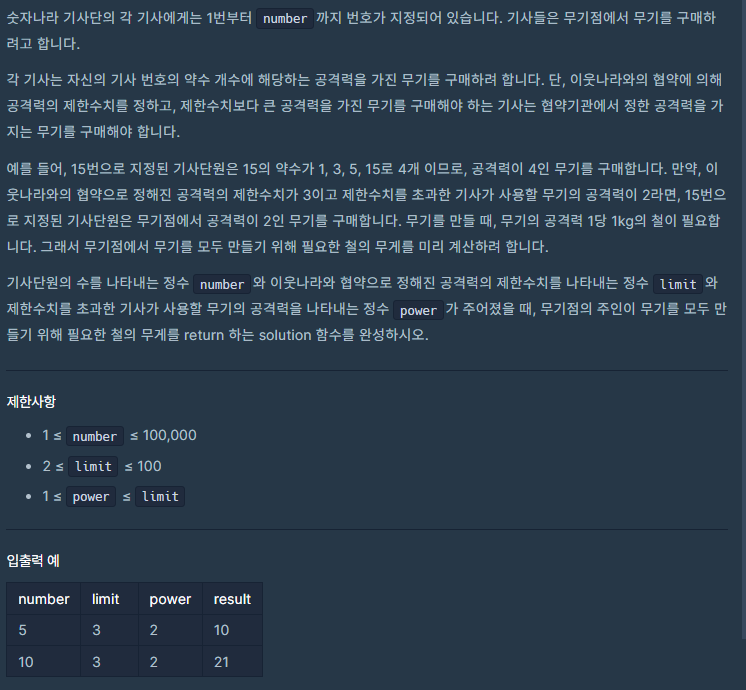 숫자나라 기사단의 각 기사에게는 1번부터 number 까지 번호가 지정되어 있습니다. 기사들은 무기점에서 무기를 구매하
려고 합니다.
각 기사는 자신의 기사 번호의 약수 개수에 해당하는 공격력을 가진 무기를 구매하려 합니다. 단, 이웃나라와의 협약에 의해
공격력의 제한수치를 정하고, 제한수치보다 큰 공격력을 가진 무기를 구매해야 하는 기사는 협약기관에서 정한 공격력을 가
지는 무기를 구매해야 합니다.
예를 들어, 15번으로 지정된 기사단원은 15의 약수가 1, 3, 5, 15로 4개 이므로, 공격력이 4인 무기를 구매합니다. 만약, 이
웃나라와의 협약으로 정해진 공격력의 제한수치가 3이고 제한수치를 초과한 기사가 사용할 무기의 공격력이 2라면, 15번으
로 지정된 기사단원은 무기점에서 공격력이 2인 무기를 구매합니다. 무기를 만들 때, 무기의 공격력 1당 1kg의 철이 필요합
니다. 그래서 무기점에서 무기를 모두 만들기 위해 필요한 철의 무게를 미리 계산하려 합니다.
기사단원의 수를 나타내는 정수 number 와 이웃나라와 협약으로 정해진 공격력의 제한수치를 나타내는 정수 limit 와
제한수치를 초과한 기사가 사용할 무기의 공격력을 나타내는 정수 power 가 주어졌을 때, 무기점의 주인이 무기를 모두 만
들기 위해 필요한 철의 무게를 return 하는 solution 함수를 완성하시오.
제한사항
• 1 ≤ number ≤ 100,000
• 2 ≤ limit ≤ 100
• 1 ≤ power ≤ limit
입출력 예
number limit power result
5 3 2 10
10 3 2 21